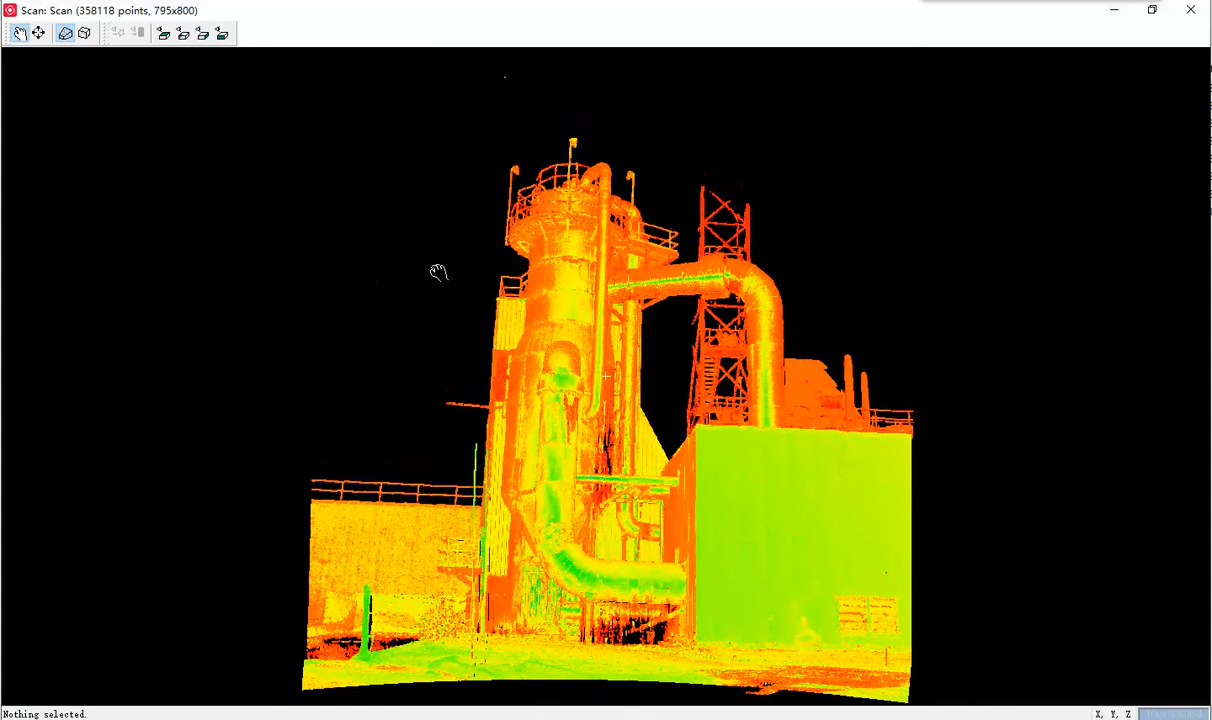 Scan: Scan (358118 points, 795x800)
Nothing selected.
X, Y, Z